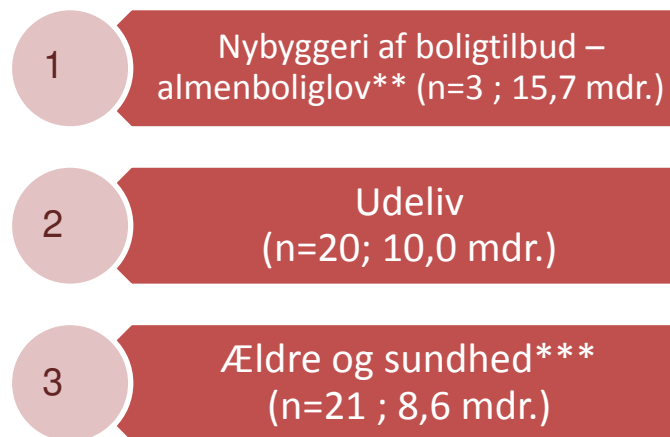 1
Nybyggeri af boligtilbud –
almenboliglov** (n=3 ; 15,7 mdr.)
2
Udeliv
(n=20; 10,0 mdr.)
3
Ældre og sundhed***
(n=21 ; 8,6 mdr.)